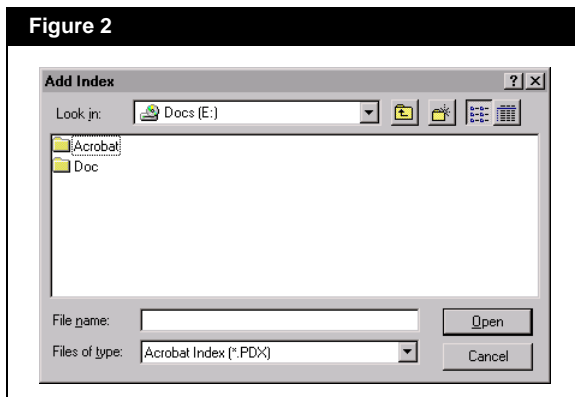 Figure 2
Add Index
Look in: Docs (E:)
Acrobat
Doc
File name: Open
Files of type: Acrobat Index (*.PDX) Cancel